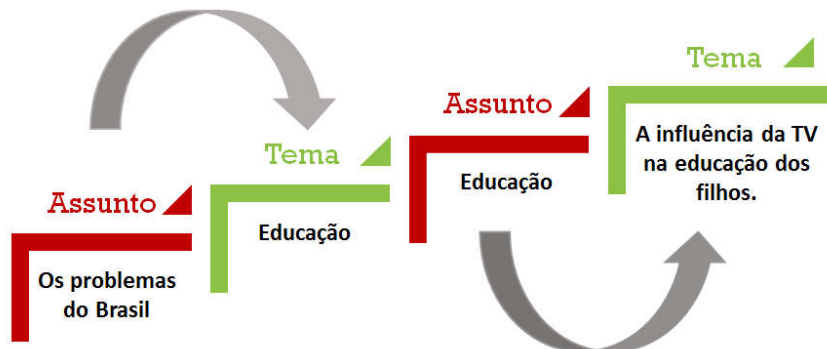 Assunto
Os problemas
do Brasil
Tema
Educação
Assunto
Educação
Tema
A influência da TV
na educação dos
filhos.